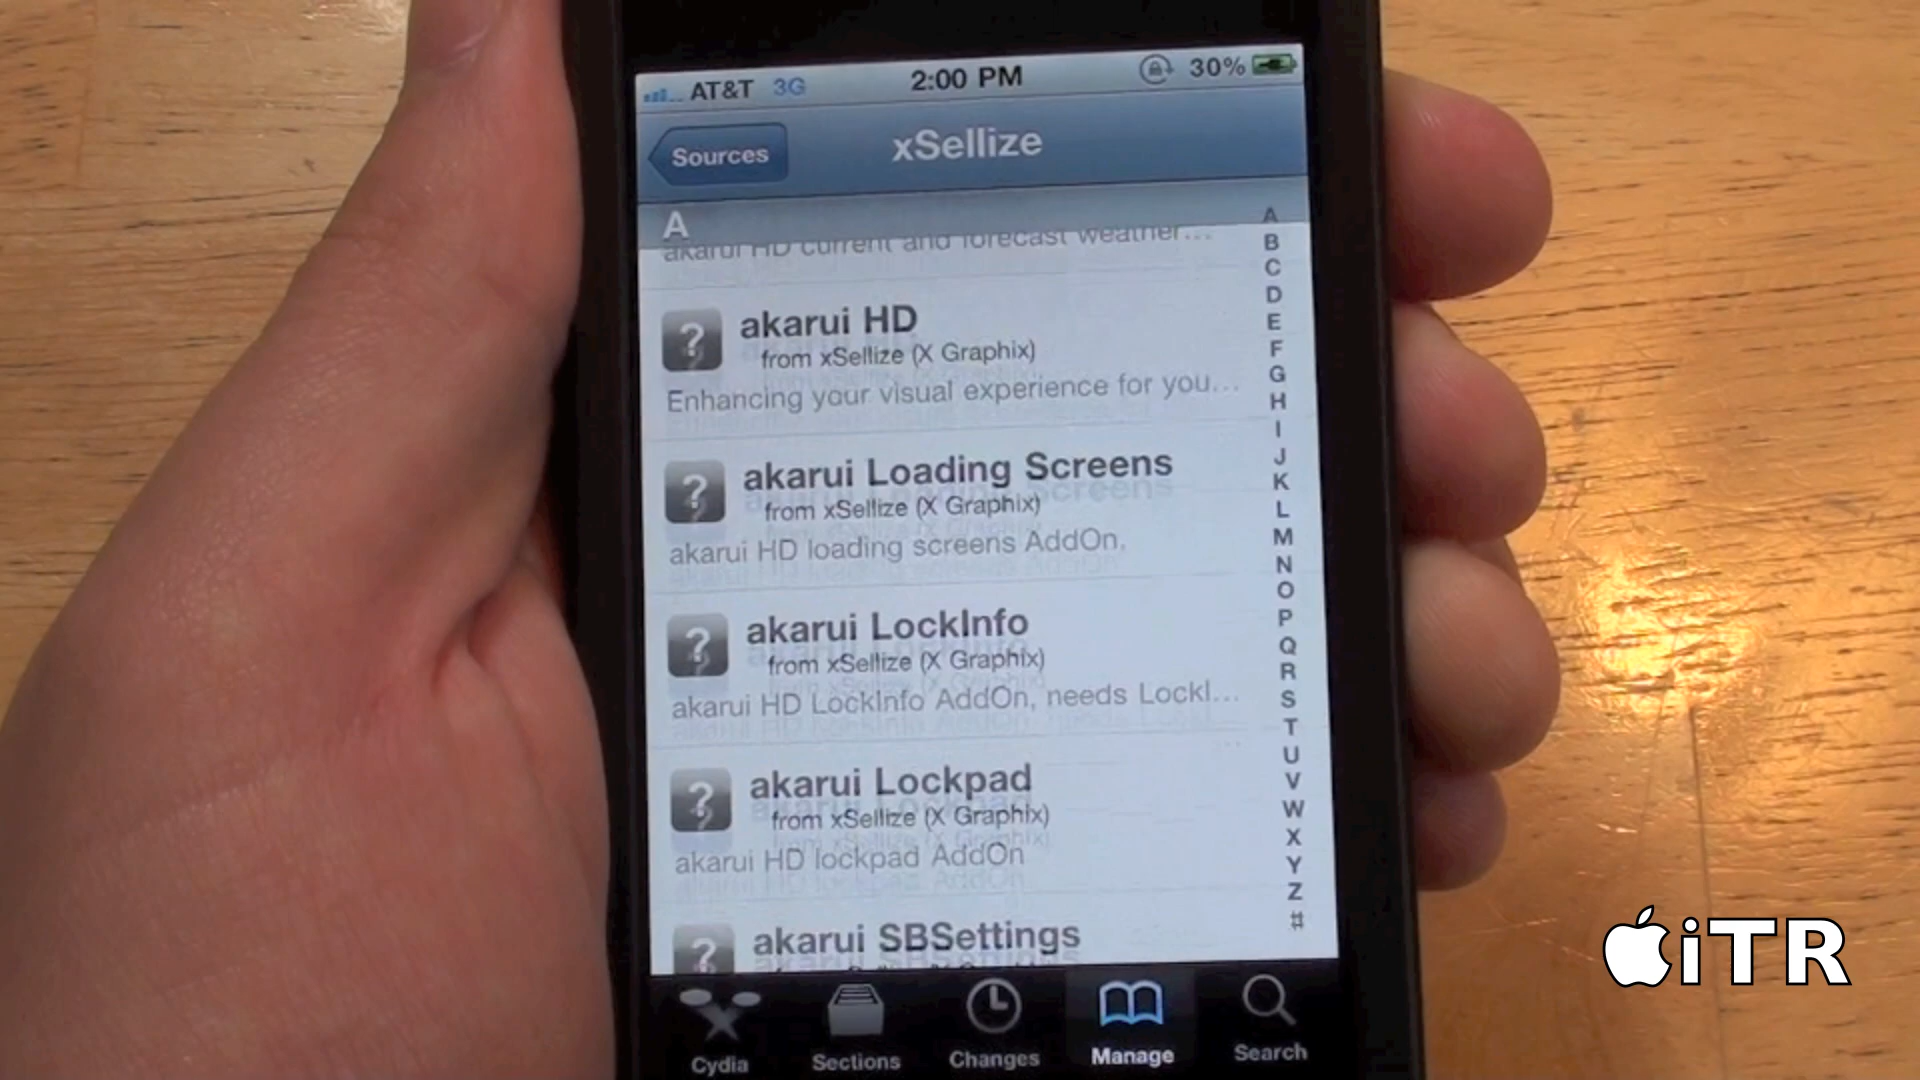 AT&T 3G 2:00 PM 30%
Sources xSellize
A
akarui HD current and forecast weather...
akarui HD
from xSellize (X Graphix)
Enhancing your visual experience for you...
akarui Loading Screens
from xSellize (X Graphix)
akarui HD loading screens AddOn.
akarui LockInfo
from xSellize (X Graphix)
akarui HD LockInfo AddOn, needs LockI...
akarui Lockpad
from xSellize (X Graphix)
akarui HD lockpad AddOn
akarui SBSettings
A
B
C
D
E
F
G
H
I
J
K
L
M
N
O
P
Q
R
S
T
U
V
W
X
Y
Z
#
Cydia Sections Changes Manage Search
iTR